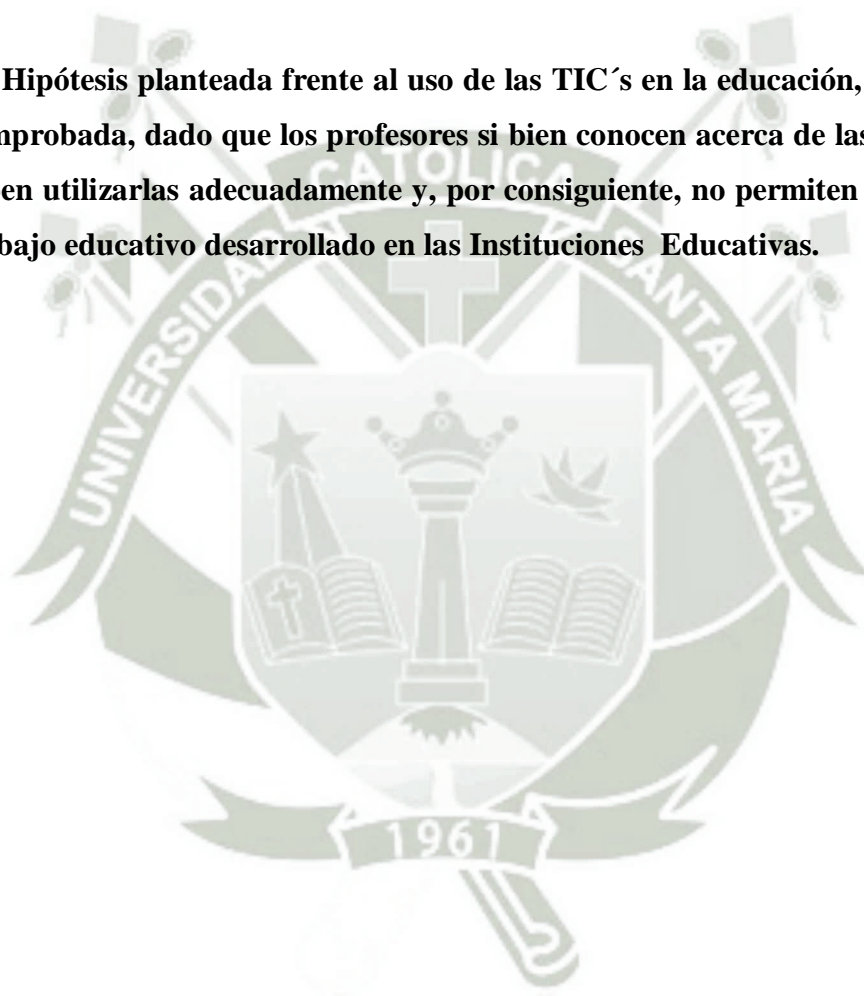 Hipótesis planteada frente al uso de las TIC´s en la educación,
mprobada, dado que los profesores si bien conocen acerca de las
en utilizarlas adecuadamente y, por consiguiente, no permiten
bajo educativo desarrollado en las Instituciones Educativas.
UNIVERSIDAD CATOLICA SANTA MARIA
1961